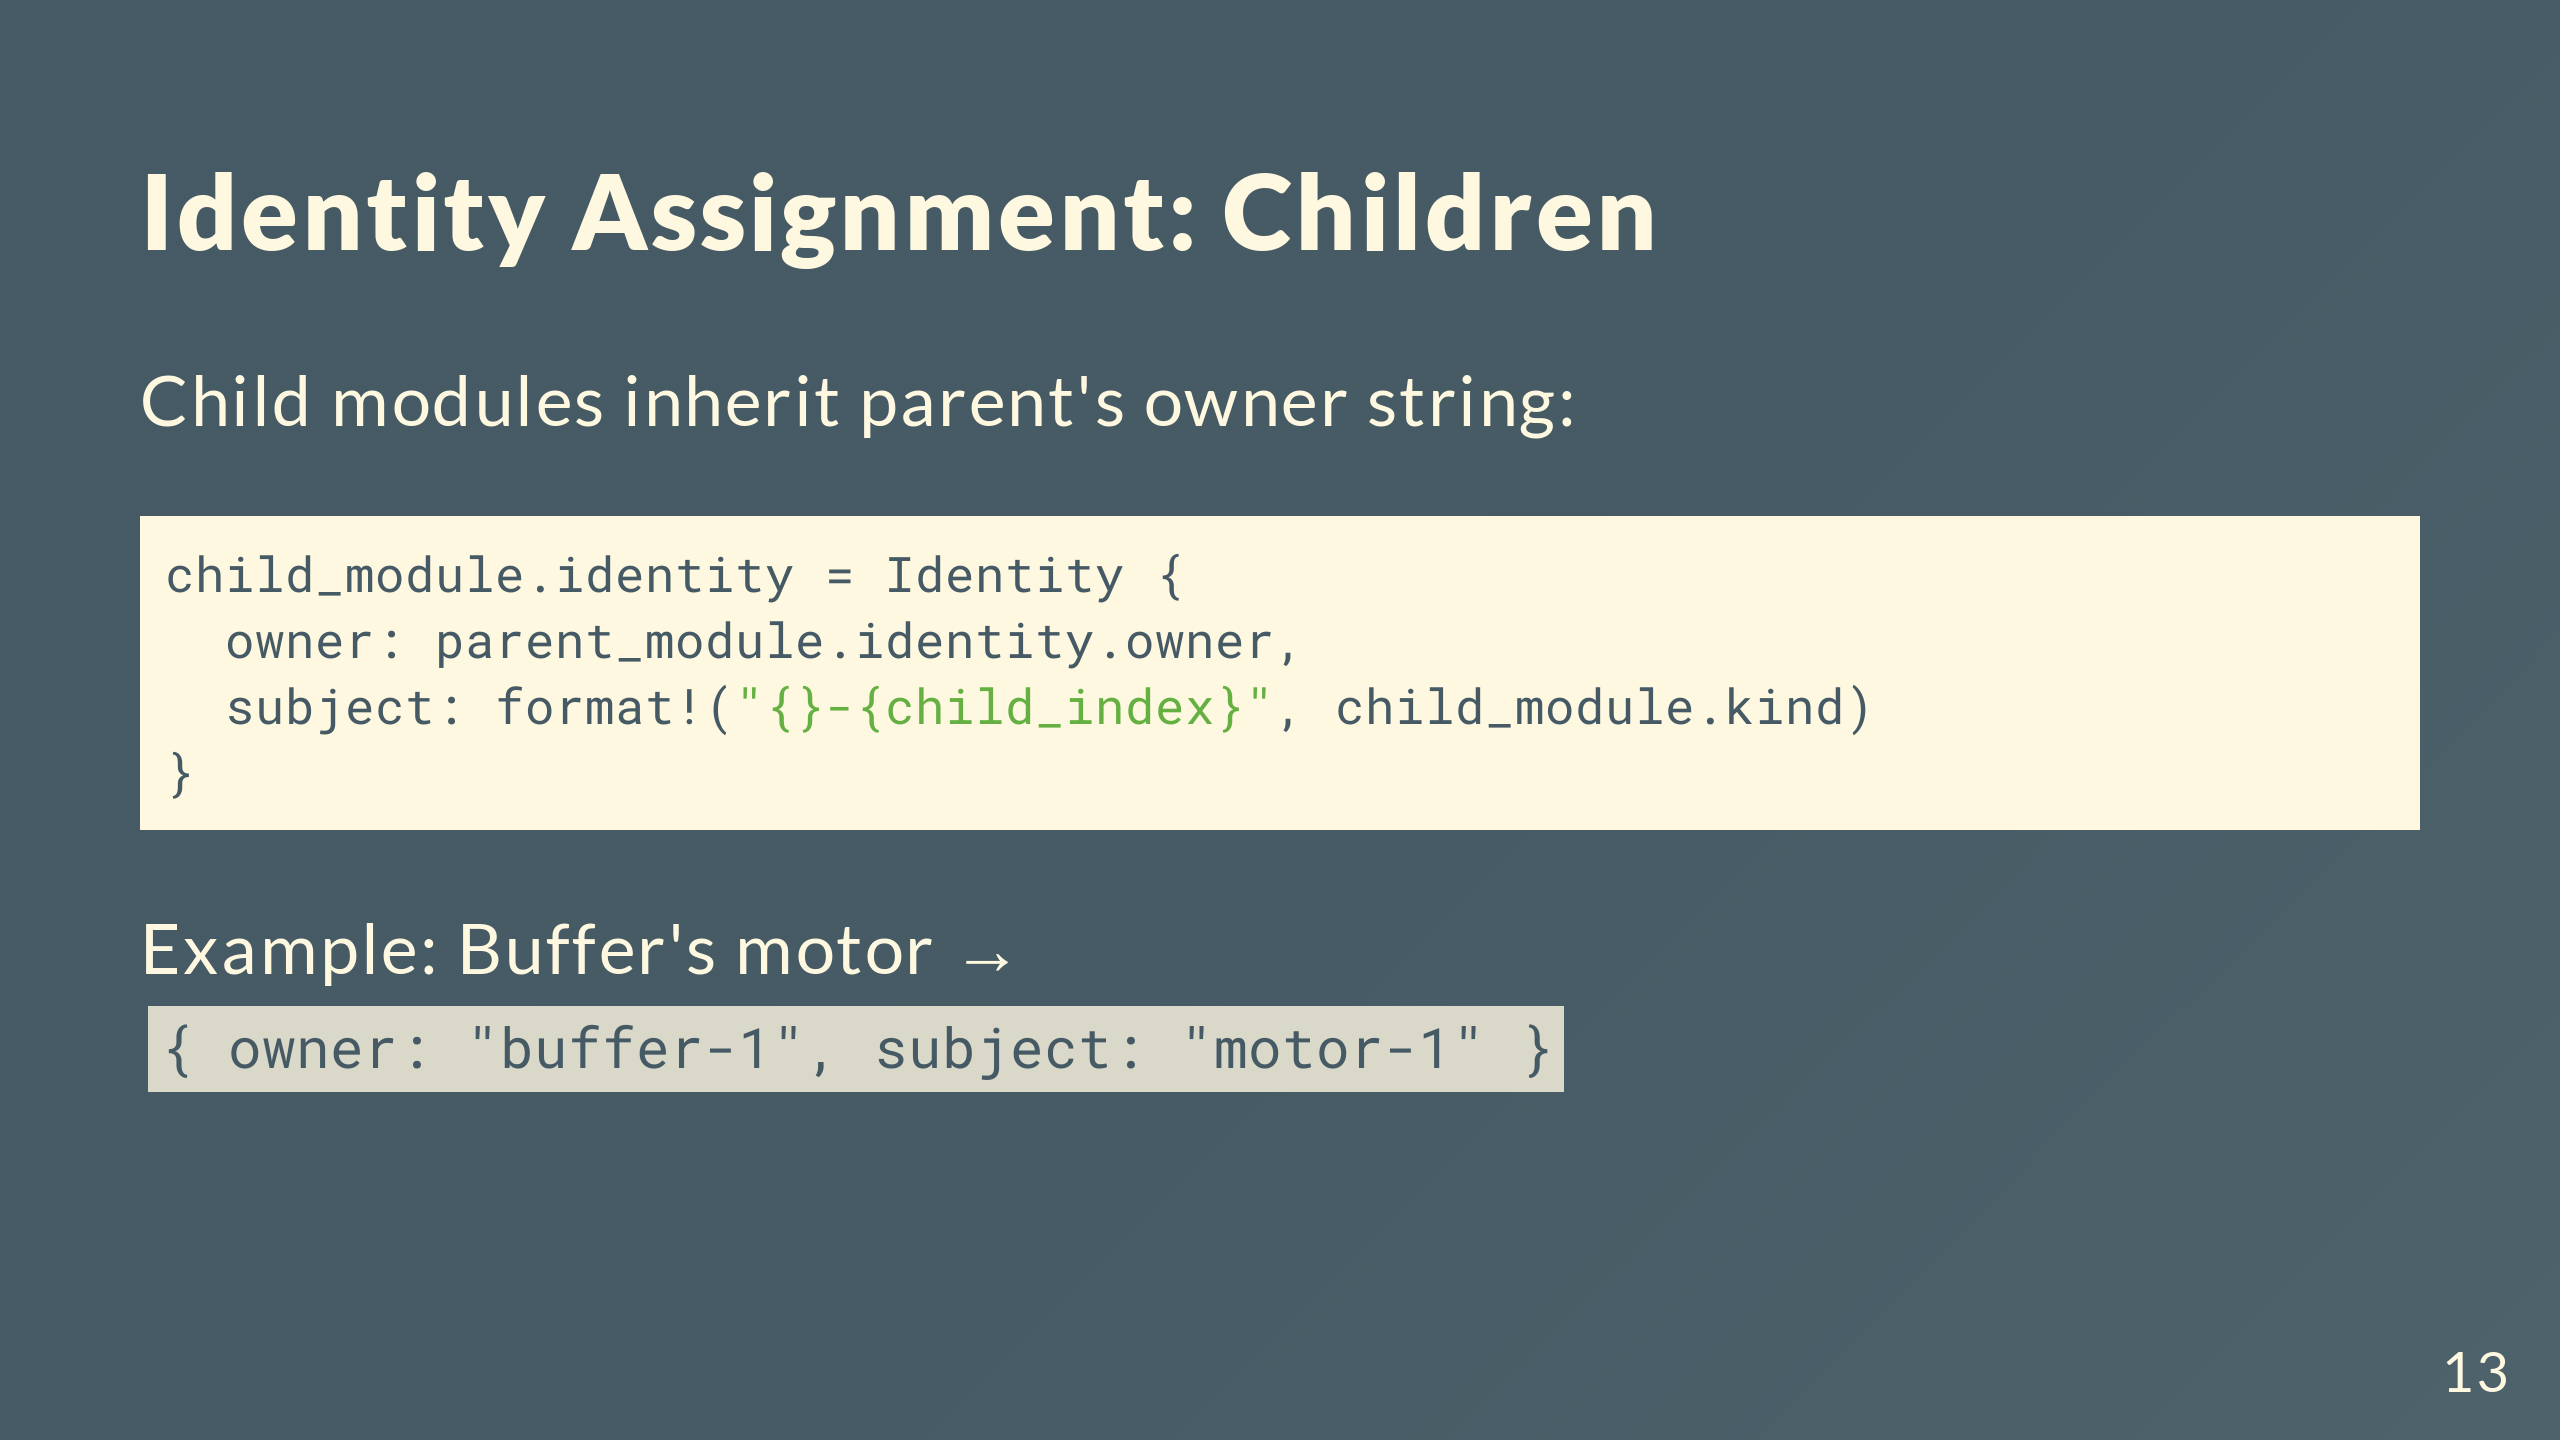 Identity Assignment: Children
Child modules inherit parent's owner string:
child_module.identity = Identity {
  owner: parent_module.identity.owner,
  subject: format!("{}-{child_index}", child_module.kind)
}
Example: Buffer's motor →
{ owner: "buffer-1", subject: "motor-1" }
13